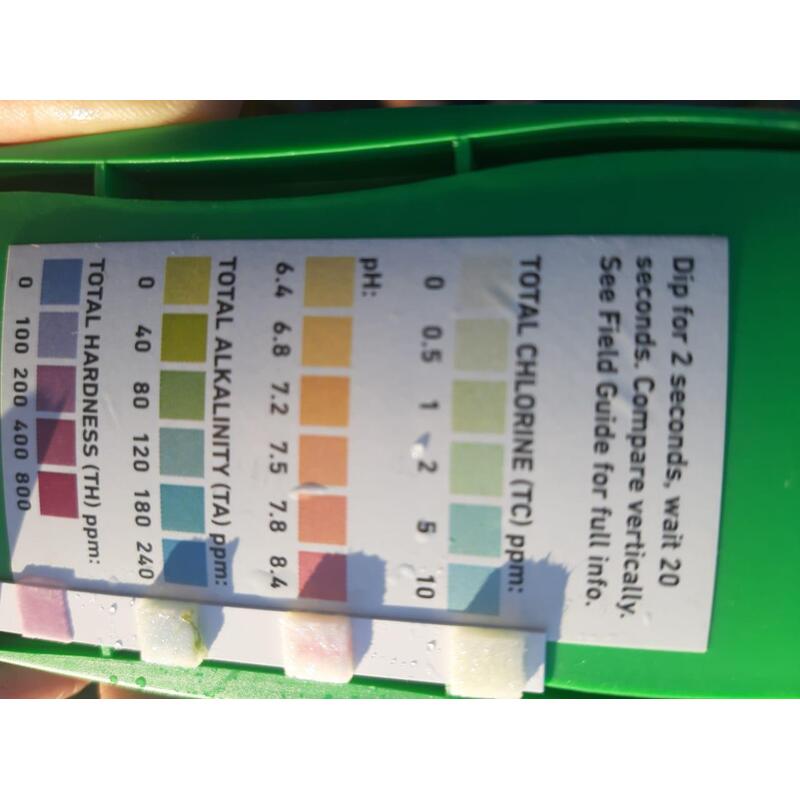 Dip for 2 seconds, wait 20
seconds. Compare vertically.
See Field Guide for full info.
TOTAL CHLORINE (TC) ppm:
0 0.5 1 2 5 10
pH:
6.4 6.8 7.2 7.5 7.8 8.4
TOTAL ALKALINITY (TA) ppm:
0 40 80 120 180 240
TOTAL HARDNESS (TH) ppm:
0 100 200 400 800